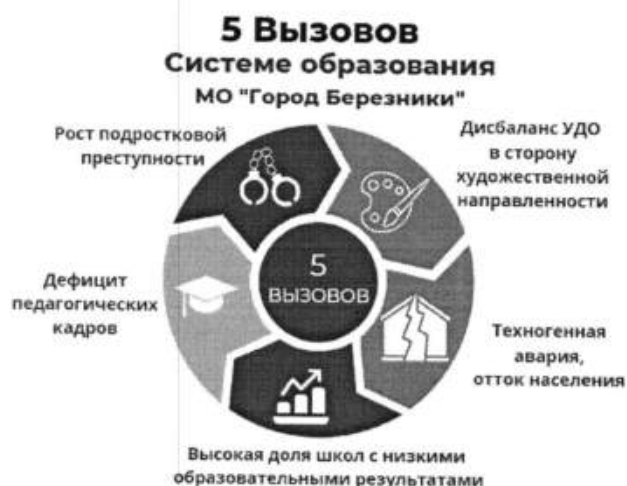 5 Вызовов
Системе образования
МО "Город Березники"
Рост подростковой
преступности
Дисбаланс УДО
в сторону
художественной
направленности
5
ВЫЗОВОВ
Дефицит
педагогических
кадров
Техногенная
авария,
отток населения
Высокая доля школ с низкими
образовательными результатами